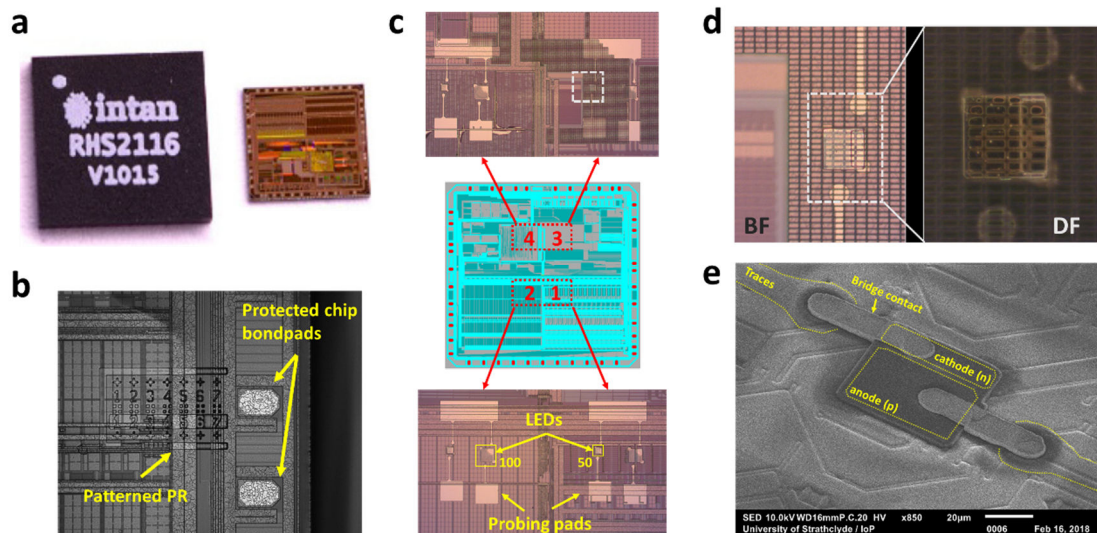 a
intan
RHS2116
V1015
b
Protected chip
bondpads
1 2 3 4 5 6 7
Patterned PR
c
4 3
2 1
LEDs
100
50
Probing pads
d
BF
DF
e
Traces
Bridge contact
cathode (n)
anode (p)
SED 10.0kV WD16mm P.C.20 HV x850 20µm
University of Strathclyde / IoP 0006 Feb 16, 2018